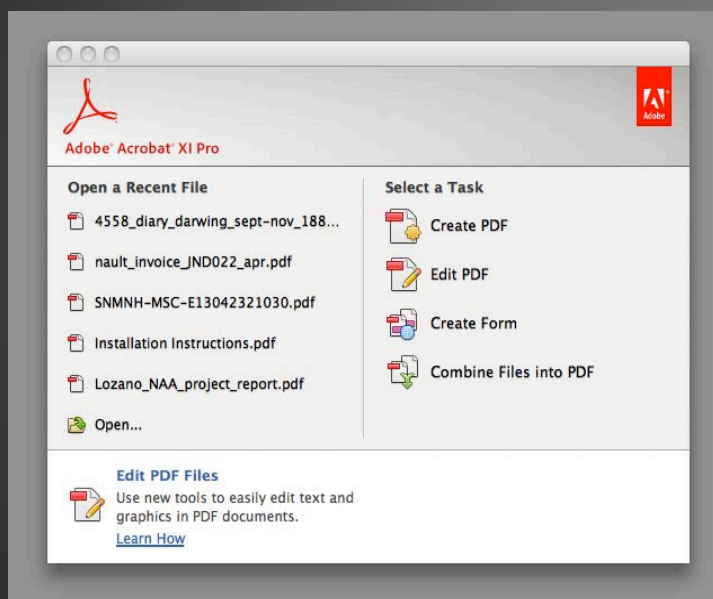 Adobe® Acrobat® XI Pro
Adobe
Open a Recent File
4558_diary_darwing_sept-nov_188...
nault_invoice_JND022_apr.pdf
SNMNH-MSC-E13042321030.pdf
Installation Instructions.pdf
Lozano_NAA_project_report.pdf
Open...
Select a Task
Create PDF
Edit PDF
Create Form
Combine Files into PDF
Edit PDF Files
Use new tools to easily edit text and
graphics in PDF documents.
Learn How